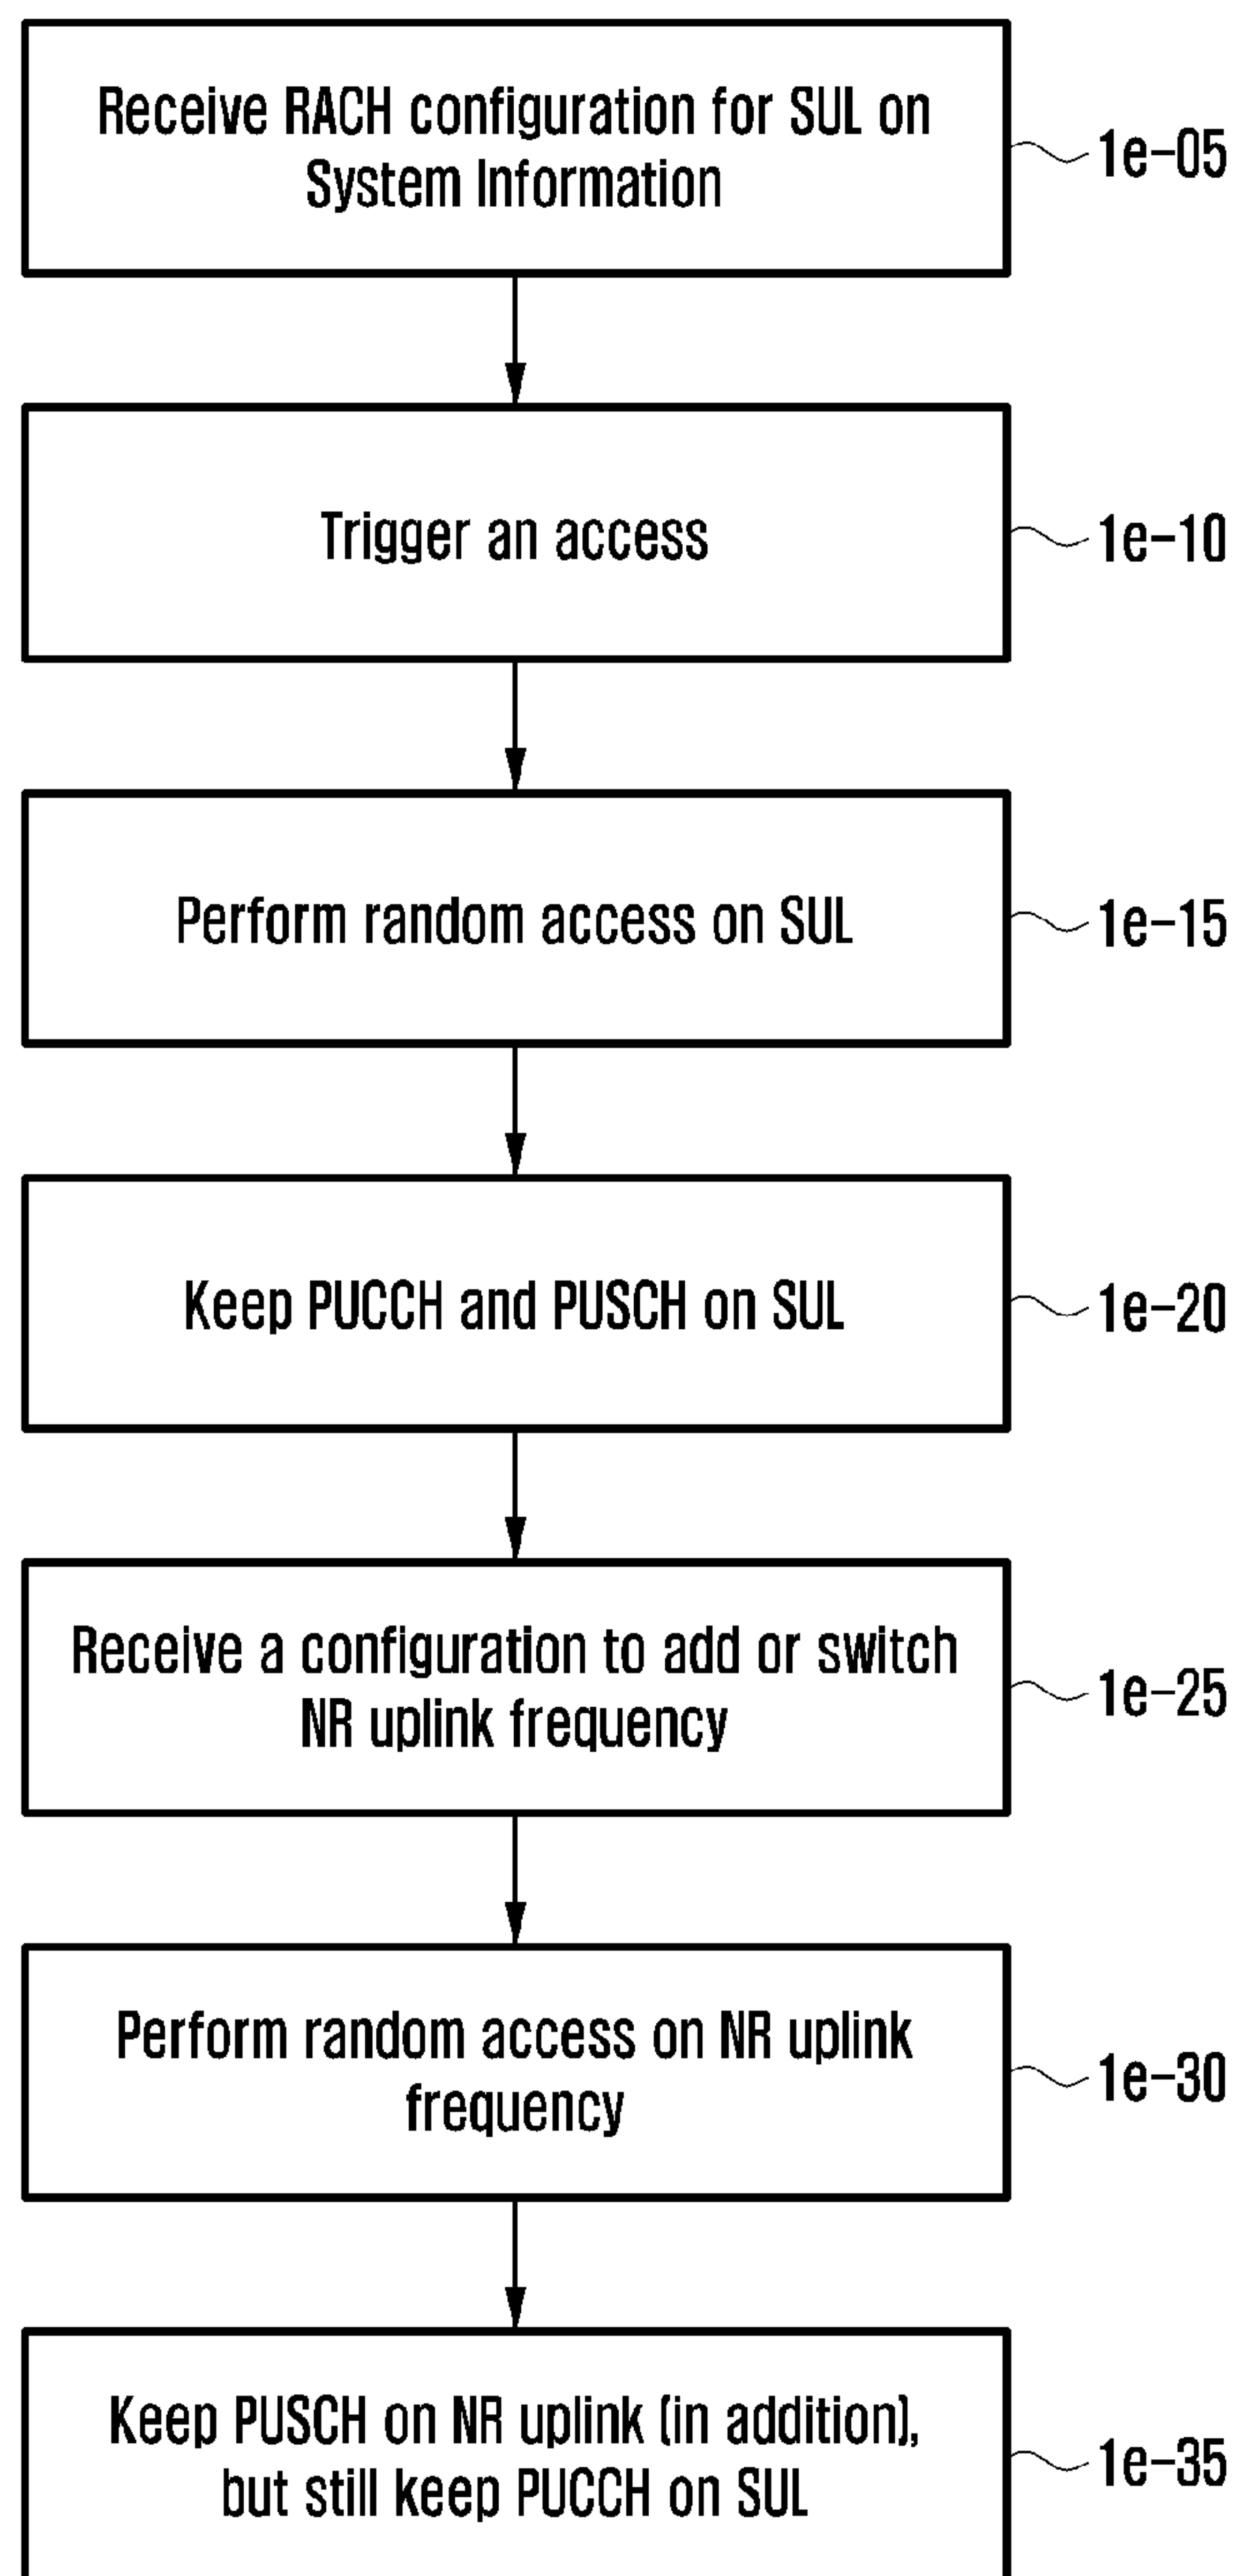 Receive RACH configuration for SUL on
System Information
1e-05
Trigger an access
1e-10
Perform random access on SUL
1e-15
Keep PUCCH and PUSCH on SUL
1e-20
Receive a configuration to add or switch
NR uplink frequency
1e-25
Perform random access on NR uplink
frequency
1e-30
Keep PUSCH on NR uplink (in addition),
but still keep PUCCH on SUL
1e-35